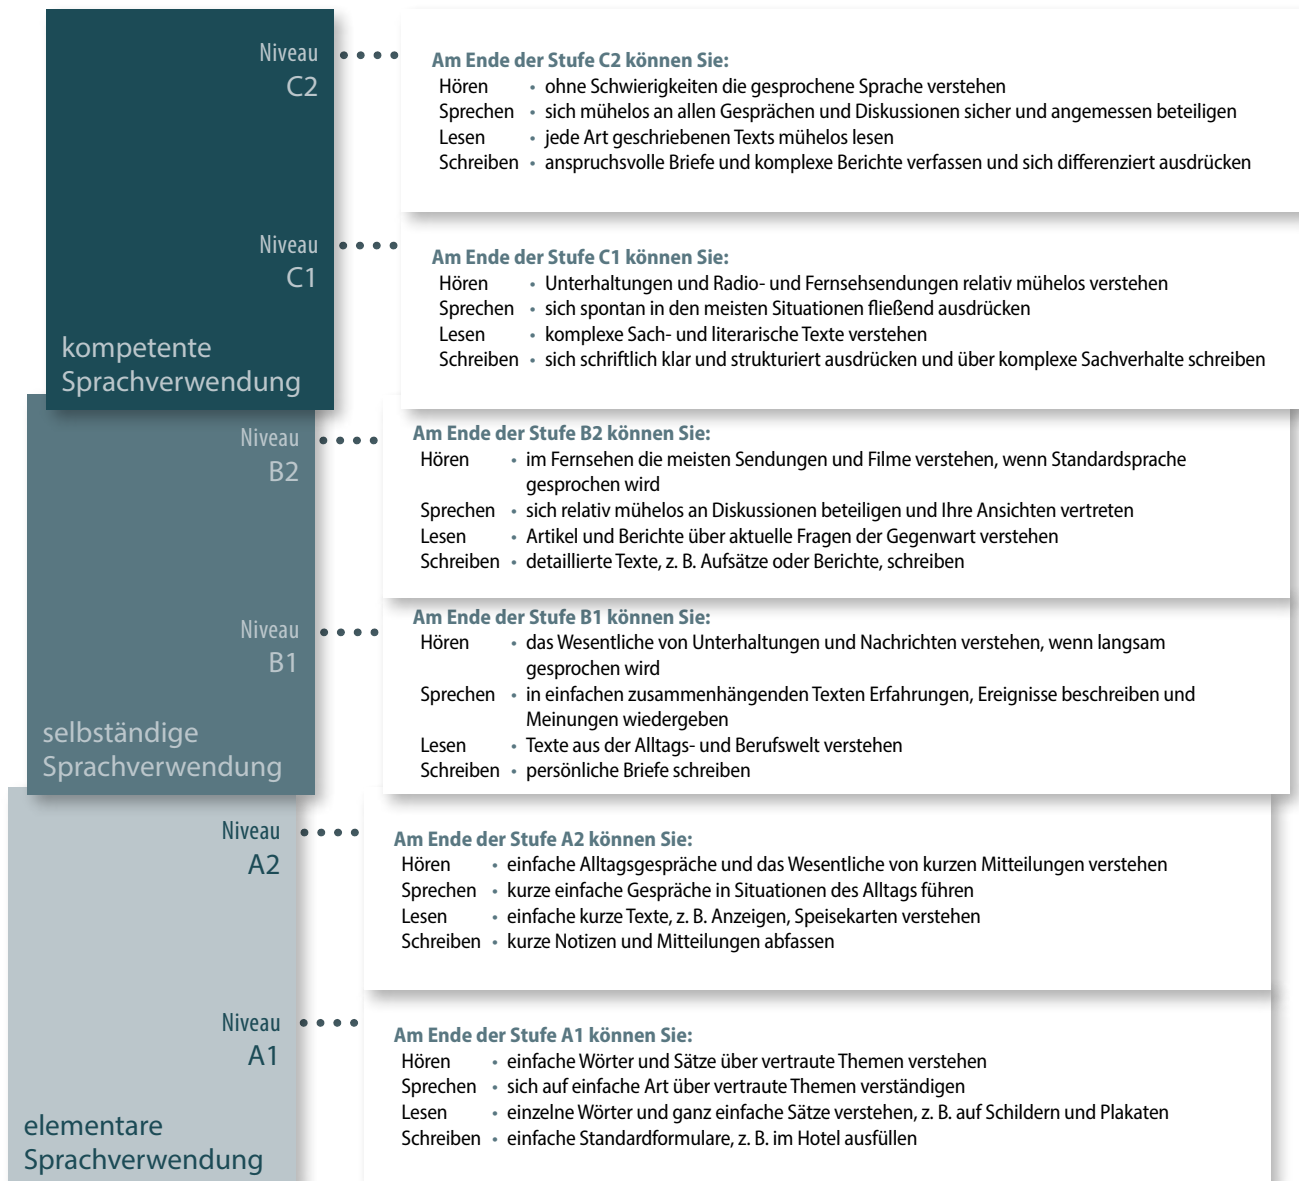 Niveau
C2
Am Ende der Stufe C2 können Sie:
Hören • ohne Schwierigkeiten die gesprochene Sprache verstehen
Sprechen • sich mühelos an allen Gesprächen und Diskussionen sicher und angemessen beteiligen
Lesen • jede Art geschriebenen Texts mühelos lesen
Schreiben • anspruchsvolle Briefe und komplexe Berichte verfassen und sich differenziert ausdrücken
Niveau
C1
Am Ende der Stufe C1 können Sie:
Hören • Unterhaltungen und Radio- und Fernsehsendungen relativ mühelos verstehen
Sprechen • sich spontan in den meisten Situationen fließend ausdrücken
Lesen • komplexe Sach- und literarische Texte verstehen
Schreiben • sich schriftlich klar und strukturiert ausdrücken und über komplexe Sachverhalte schreiben
kompetente
Sprachverwendung
Niveau
B2
Am Ende der Stufe B2 können Sie:
Hören • im Fernsehen die meisten Sendungen und Filme verstehen, wenn Standardsprache
gesprochen wird
Sprechen • sich relativ mühelos an Diskussionen beteiligen und Ihre Ansichten vertreten
Lesen • Artikel und Berichte über aktuelle Fragen der Gegenwart verstehen
Schreiben • detaillierte Texte, z. B. Aufsätze oder Berichte, schreiben
Niveau
B1
Am Ende der Stufe B1 können Sie:
Hören • das Wesentliche von Unterhaltungen und Nachrichten verstehen, wenn langsam
gesprochen wird
Sprechen • in einfachen zusammenhängenden Texten Erfahrungen, Ereignisse beschreiben und
Meinungen wiedergeben
Lesen • Texte aus der Alltags- und Berufswelt verstehen
Schreiben • persönliche Briefe schreiben
selbständige
Sprachverwendung
Niveau
A2
Am Ende der Stufe A2 können Sie:
Hören • einfache Alltagsgespräche und das Wesentliche von kurzen Mitteilungen verstehen
Sprechen • kurze einfache Gespräche in Situationen des Alltags führen
Lesen • einfache kurze Texte, z. B. Anzeigen, Speisekarten verstehen
Schreiben • kurze Notizen und Mitteilungen abfassen
Niveau
A1
Am Ende der Stufe A1 können Sie:
Hören • einfache Wörter und Sätze über vertraute Themen verstehen
Sprechen • sich auf einfache Art über vertraute Themen verständigen
Lesen • einzelne Wörter und ganz einfache Sätze verstehen, z. B. auf Schildern und Plakaten
Schreiben • einfache Standardformulare, z. B. im Hotel ausfüllen
elementare
Sprachverwendung